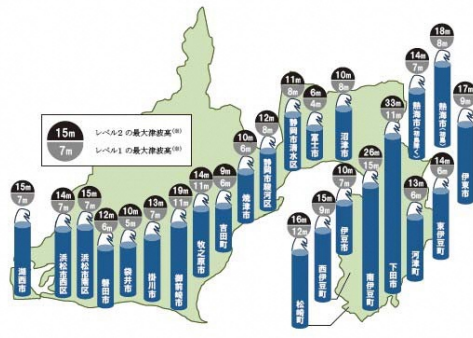 15m レベル2 の最大津波高(※)
7m レベル1 の最大津波高(※)
15m
7m
湖西市
14m
7m
浜松市西区
15m
7m
浜松市南区
12m
6m
磐田市
10m
5m
袋井市
13m
7m
掛川市
19m
11m
御前崎市
14m
11m
牧之原市
9m
6m
吉田町
10m
6m
焼津市
12m
8m
静岡市駿河区
11m
8m
静岡市清水区
6m
4m
富士市
10m
8m
沼津市
10m
7m
伊豆市
15m
9m
西伊豆町
16m
12m
松崎町
26m
15m
南伊豆町
33m
11m
下田市
13m
6m
河津町
14m
6m
東伊豆町
17m
9m
伊東市
14m
7m
熱海市(初島除く)
18m
8m
熱海市(初島)